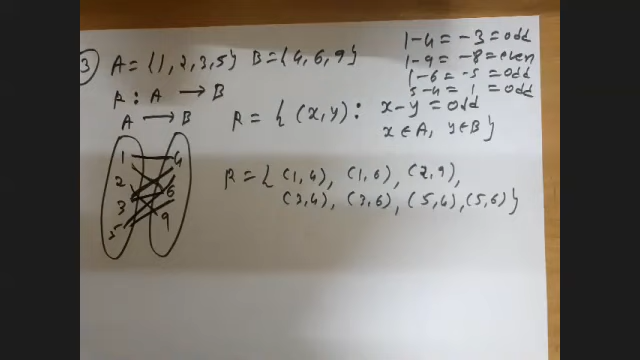 3) A = {1, 2, 3, 5} B = {4, 6, 9}
R : A → B
A → B
1
2
3
5
4
6
9
1-4 = -3 = odd
1-9 = -8 = even
1-6 = -5 = odd
5-4 = 1 = odd
R = { (x, y) : x-y = odd
x ∈ A, y ∈ B }
R = { (1,4), (1,6), (2,9),
(3,4), (3,6), (5,4), (5,6) }